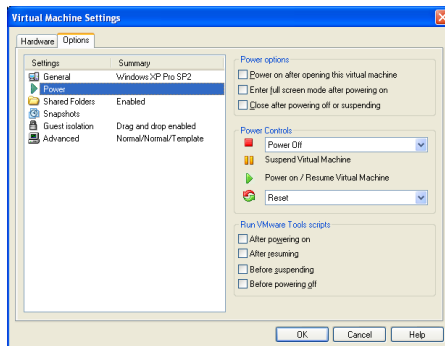 Virtual Machine Settings
Hardware Options
Settings Summary
General Windows XP Pro SP2
Power
Shared Folders Enabled
Snapshots
Guest isolation Drag and drop enabled
Advanced Normal/Normal/Template
Power options
Power on after opening this virtual machine
Enter full screen mode after powering on
Close after powering off or suspending
Power Controls
Power Off
Suspend Virtual Machine
Power on / Resume Virtual Machine
Reset
Run VMware Tools scripts
After powering on
After resuming
Before suspending
Before powering off
OK Cancel Help